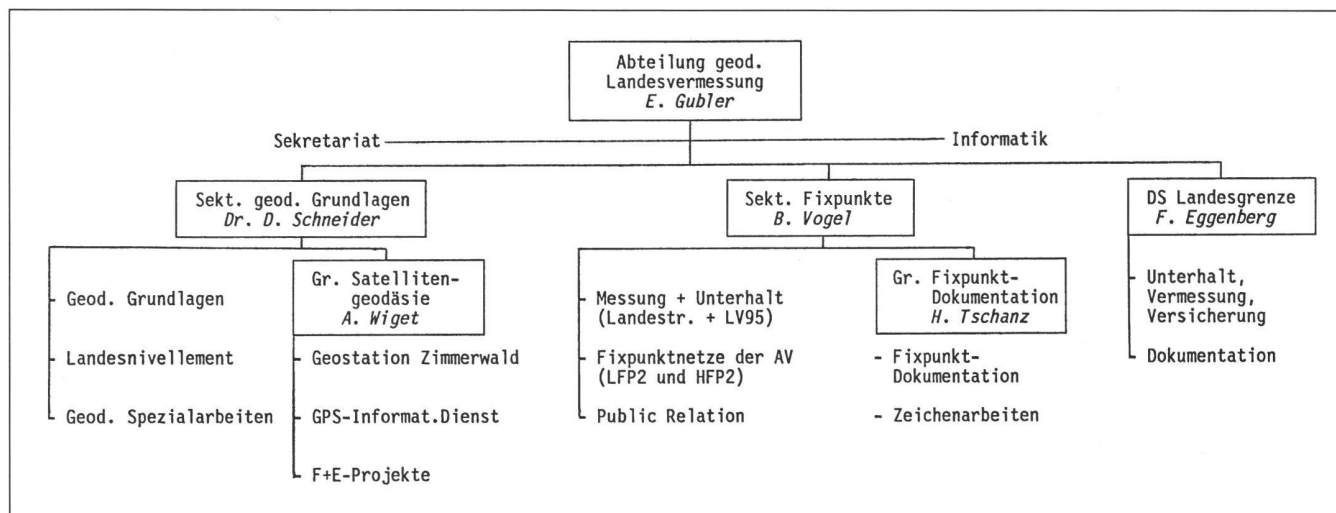 Abteilung geod.
Landesvermessung
E. Gubler
Sekretariat
Informatik
Sekt. geod. Grundlagen
Dr. D. Schneider
Sekt. Fixpunkte
B. Vogel
DS Landesgrenze
F. Eggenberg
- Geod. Grundlagen
- Landesnivellement
- Geod. Spezialarbeiten
Gr. Satelliten-
geodäsie
A. Wiget
- Geostation Zimmerwald
- GPS-Informat.Dienst
- F+E-Projekte
- Messung + Unterhalt
(Landestr. + LV95)
- Fixpunktnetze der AV
(LFP2 und HFP2)
- Public Relation
Gr. Fixpunkt-
Dokumentation
H. Tschanz
- Fixpunkt-
Dokumentation
- Zeichenarbeiten
- Unterhalt,
Vermessung,
Versicherung
- Dokumentation